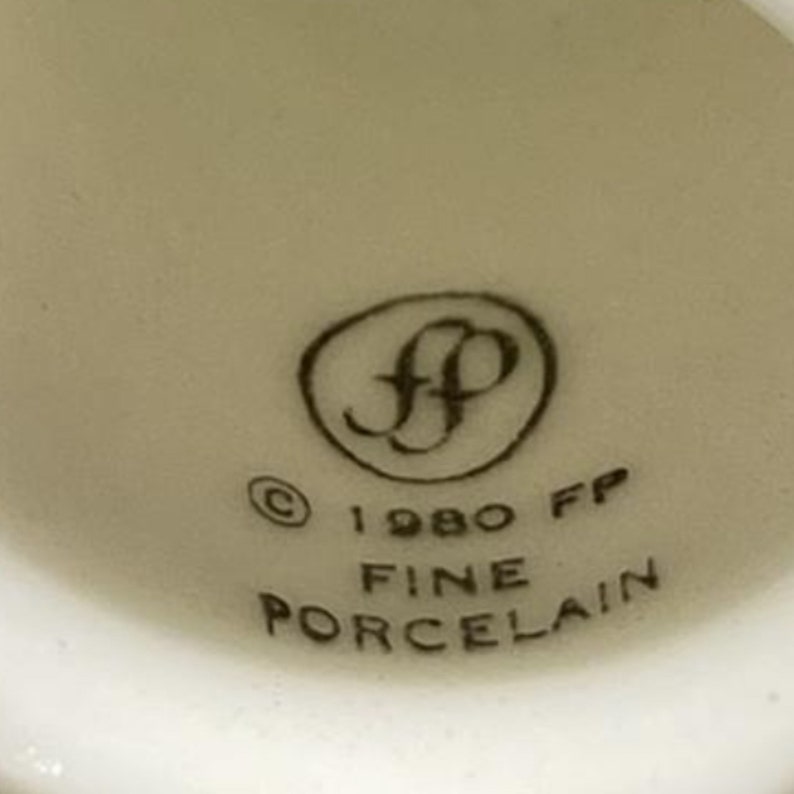 fP
© 1980 FP
FINE
PORCELAIN